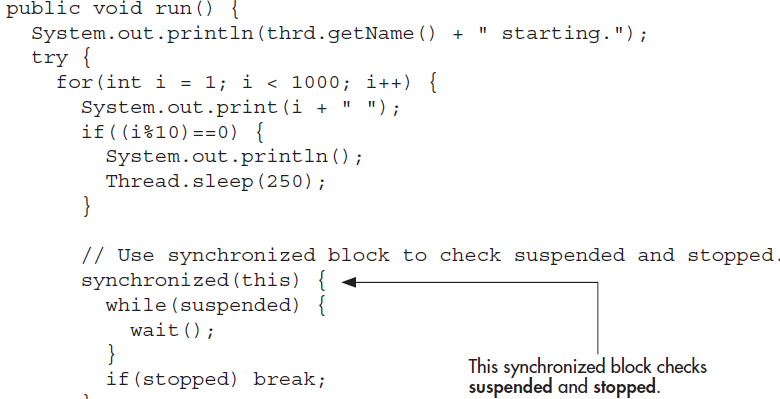 public void run() {
System.out.println(thrd.getName() + " starting.");
try {
for(int i = 1; i < 1000; i++) {
System.out.print(i + " ");
if((i%10)==0) {
System.out.println();
Thread.sleep(250);
}
// Use synchronized block to check suspended and stopped.
synchronized(this) {
while(suspended) {
wait();
}
if(stopped) break;
This synchronized block checks
suspended and stopped.